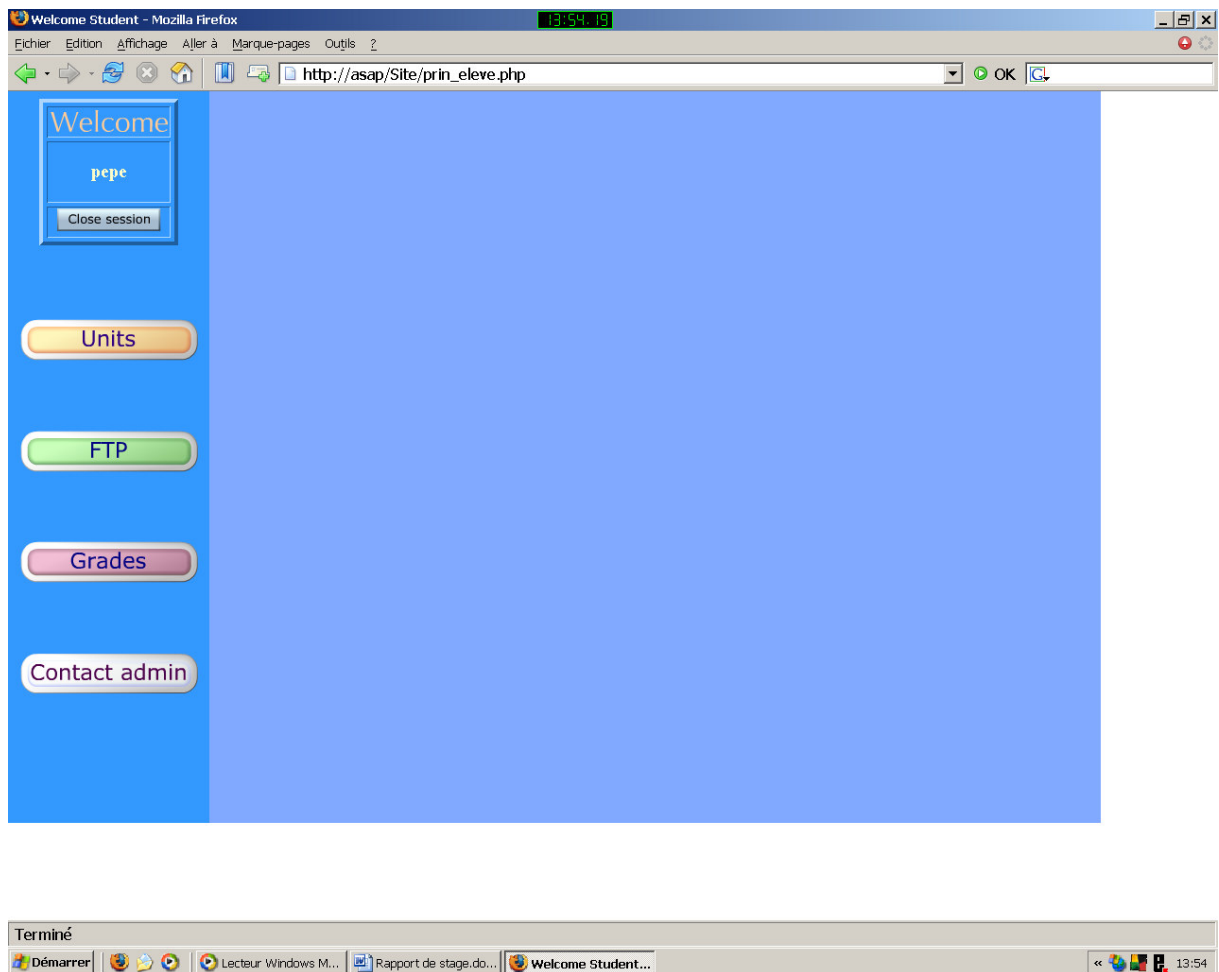 Welcome Student - Mozilla Firefox
13:54.19
Fichier Edition Affichage Aller à Marque-pages Outils ?
http://asap/Site/prin_eleve.php
OK
Welcome
pepe
Close session
Units
FTP
Grades
Contact admin
Terminé
Démarrer Lecteur Windows M... Rapport de stage.do... Welcome Student... « 13:54